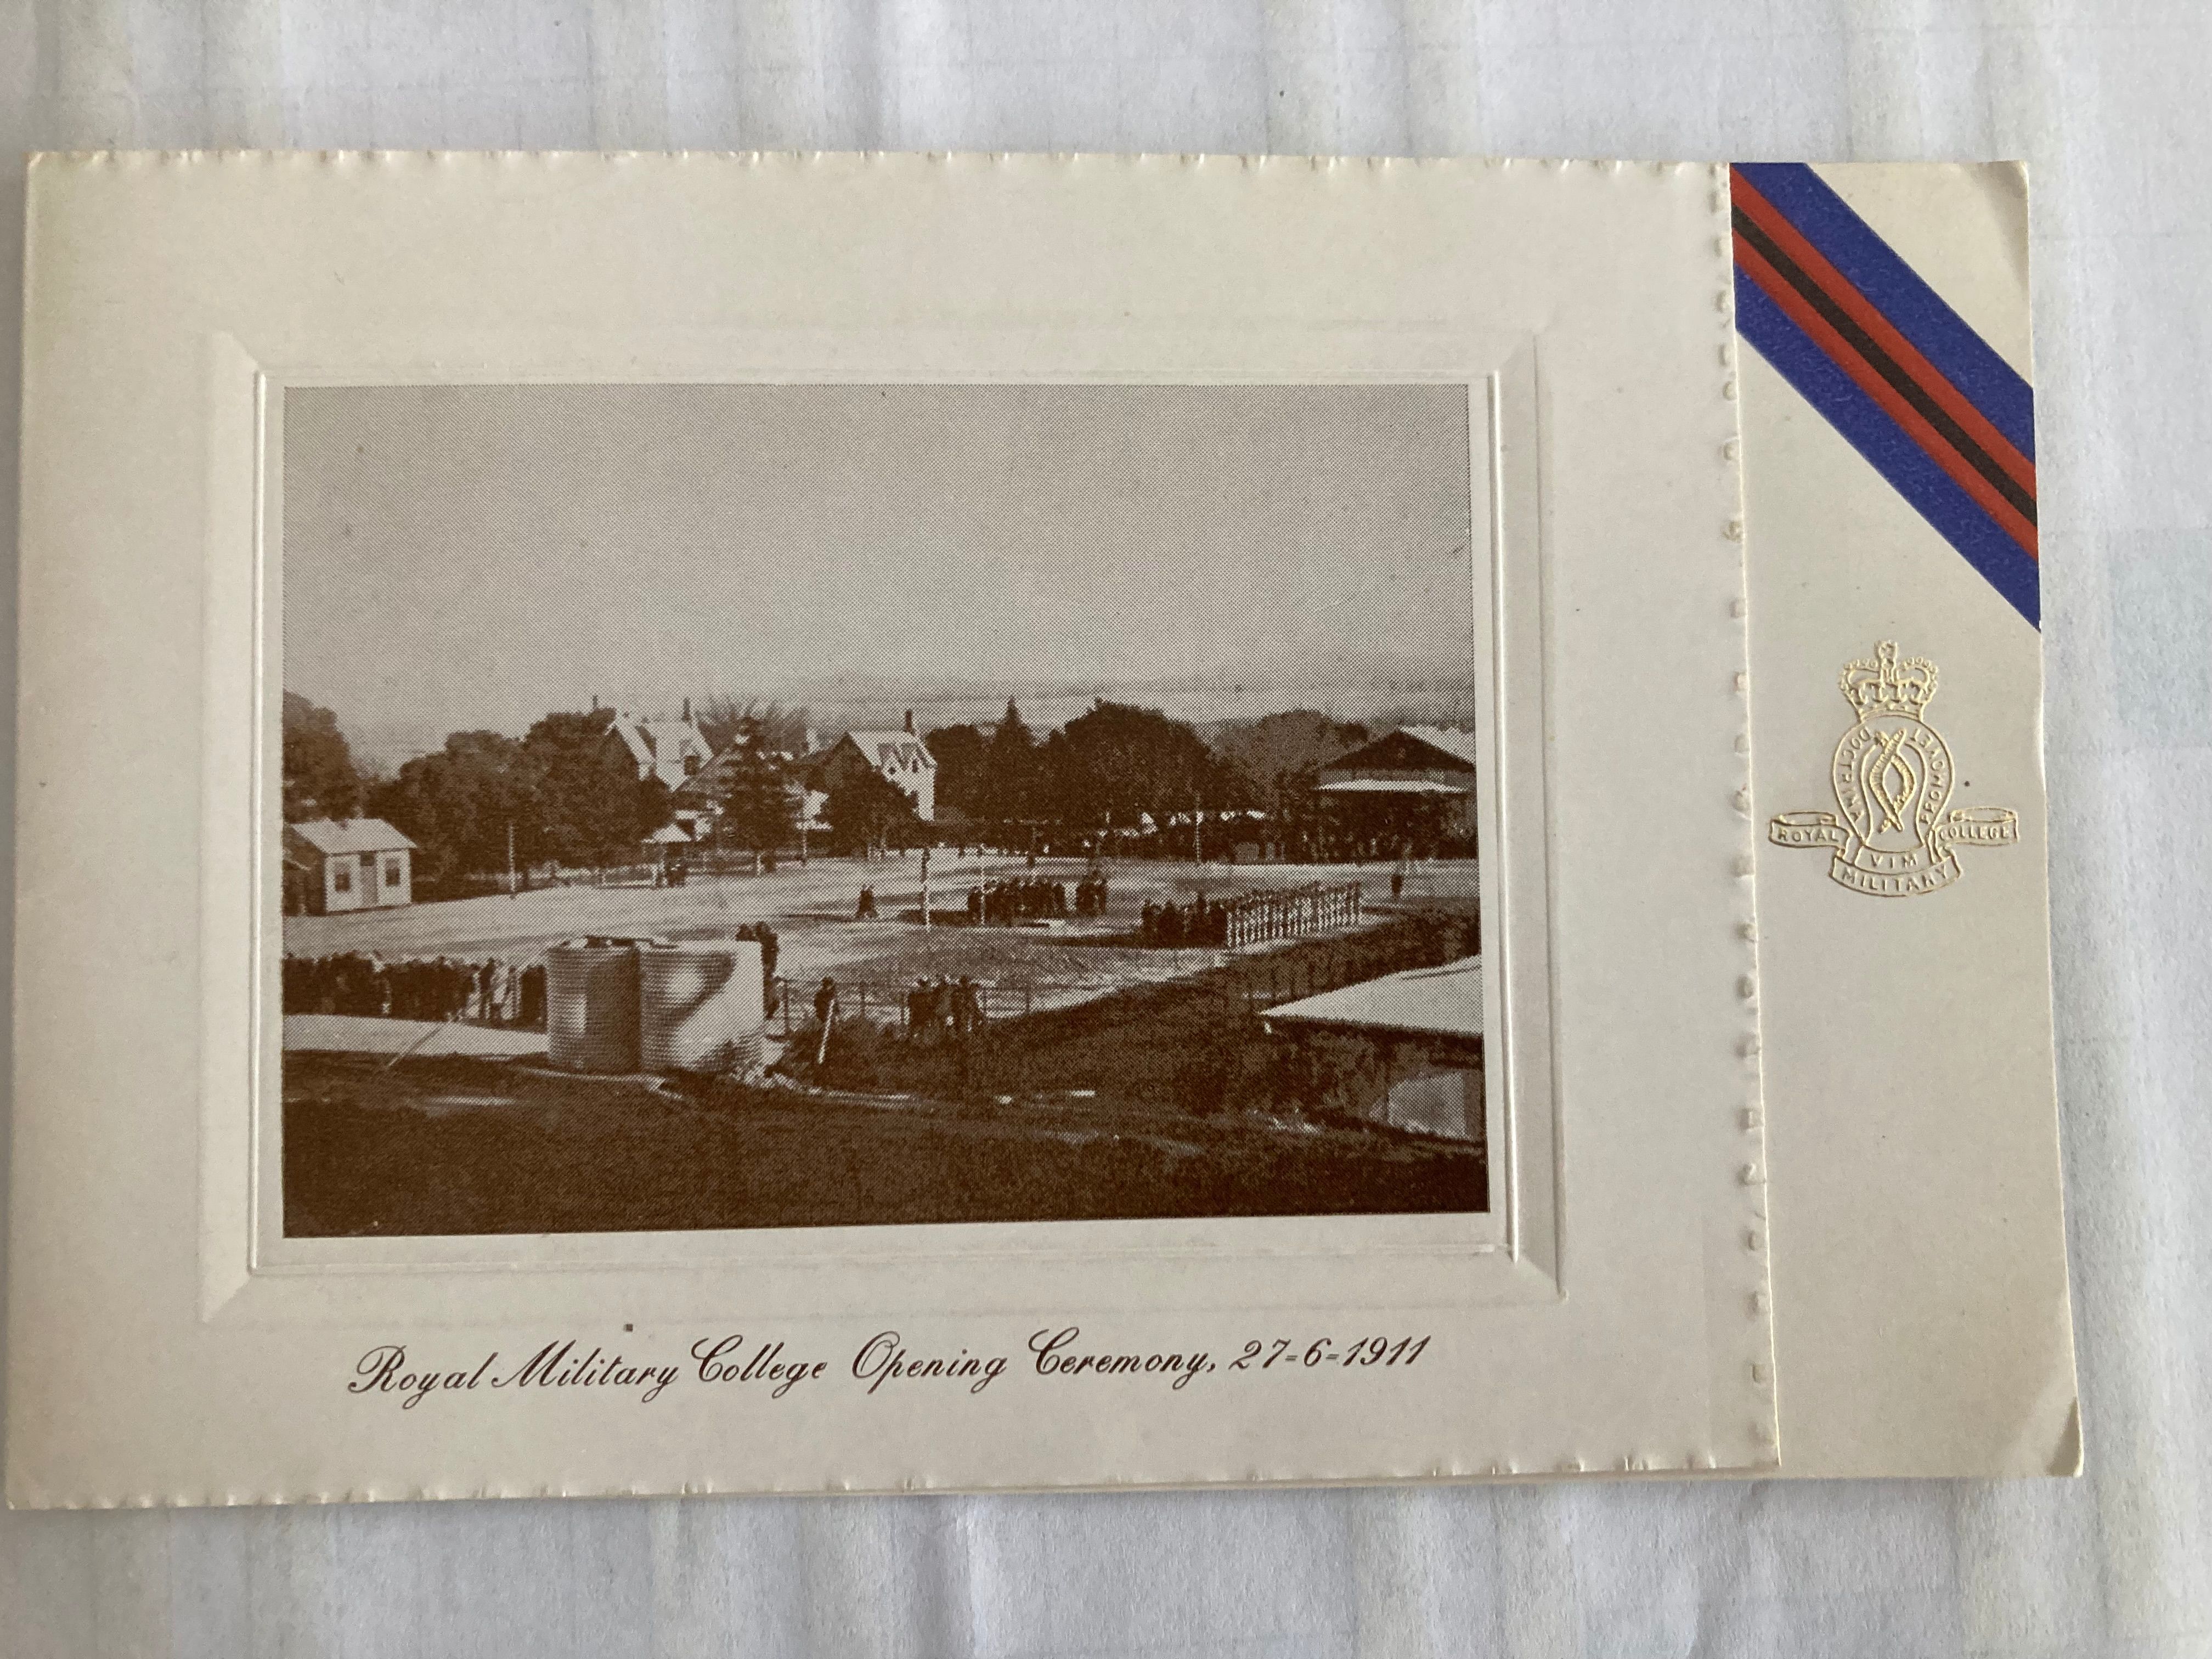 Royal Military College Opening Ceremony, 27-6-1911
DOCTRINA
VIM
PROMOVET
ROYAL
MILITARY
COLLEGE